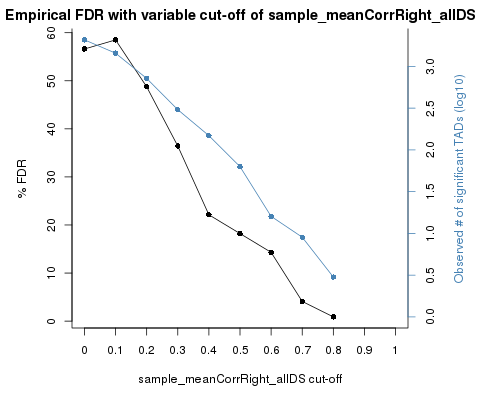 Empirical FDR with variable cut-off of sample_meanCorrRight_allDS
60
50
40
30
20
10
0
% FDR
3.0
2.5
2.0
1.5
1.0
0.5
0.0
Observed # of significant TADs (log10)
0 0.1 0.2 0.3 0.4 0.5 0.6 0.7 0.8 0.9 1
sample_meanCorrRight_allDS cut-off